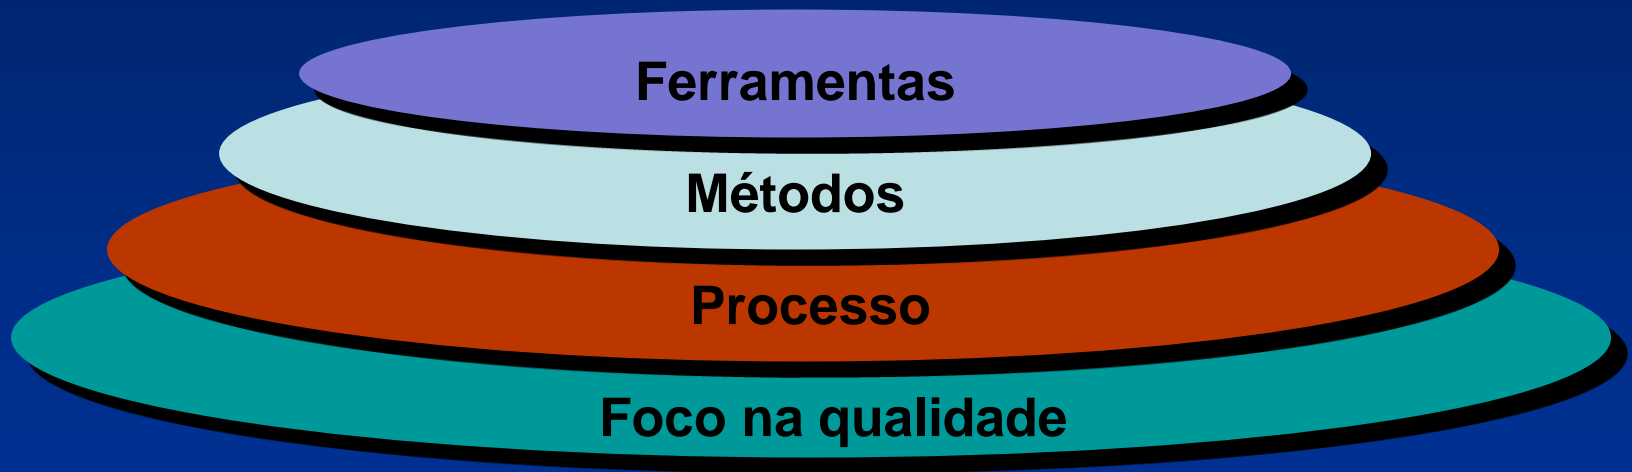 Ferramentas
Métodos
Processo
Foco na qualidade